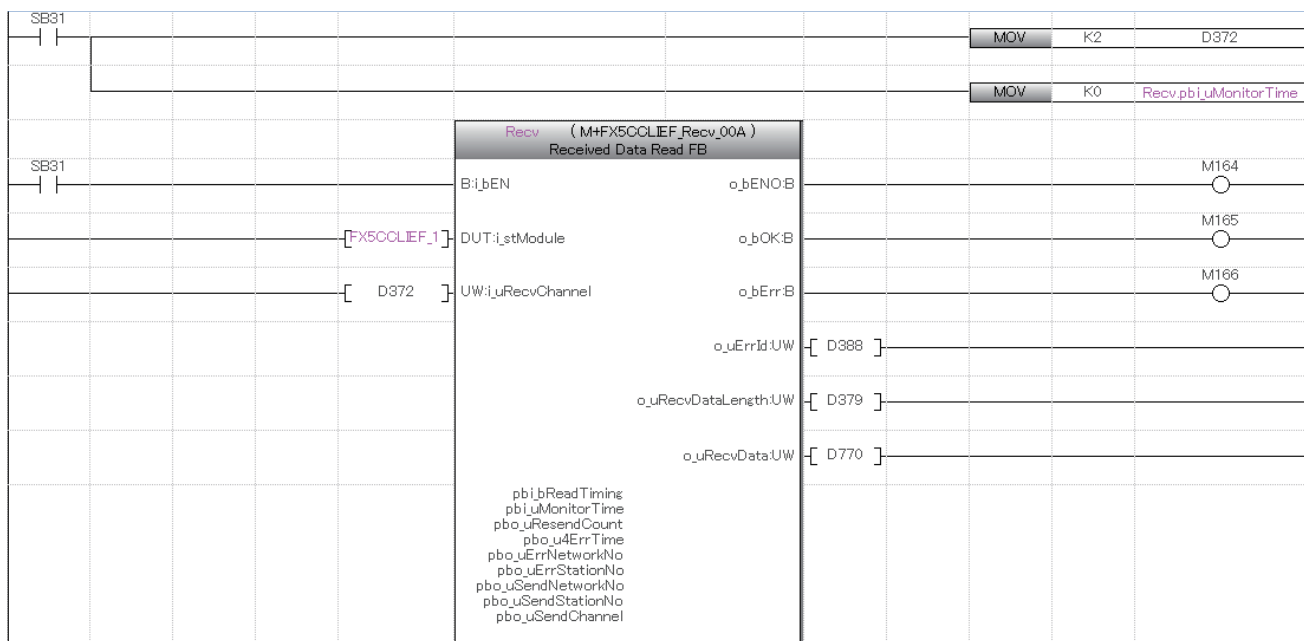 SB31
MOV K2 D372
MOV K0 Recv.pbi_uMonitorTime
Recv (M+FX5CCLIEF_Recv_00A)
Received Data Read FB
SB31 M164
B:i_bEN o_bENO:B
M165
FX5CCLIEF_1 DUT:i_stModule o_bOK:B
M166
D372 UW:i_uRecvChannel o_bErr:B
o_uErrId:UW D388
o_uRecvDataLength:UW D379
o_uRecvData:UW D770
pbi_bReadTiming
pbi_uMonitorTime
pbo_uResendCount
pbo_u4ErrTime
pbo_uErrNetworkNo
pbo_uErrStationNo
pbo_uSendNetworkNo
pbo_uSendStationNo
pbo_uSendChannel